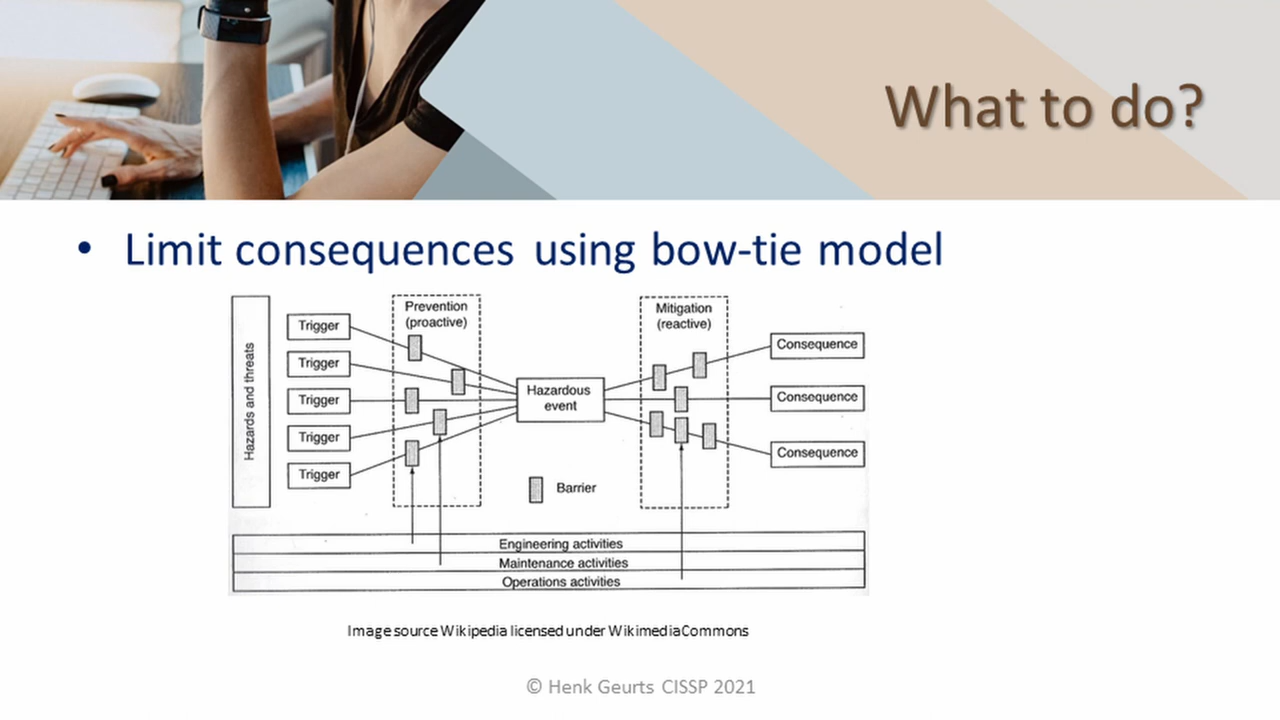 What to do?
• Limit consequences using bow-tie model
Hazards and threats
Trigger
Trigger
Trigger
Trigger
Trigger
Prevention
(proactive)
Hazardous
event
Barrier
Mitigation
(reactive)
Consequence
Consequence
Consequence
Engineering activities
Maintenance activities
Operations activities
Image source Wikipedia licensed under WikimediaCommons
© Henk Geurts CISSP 2021